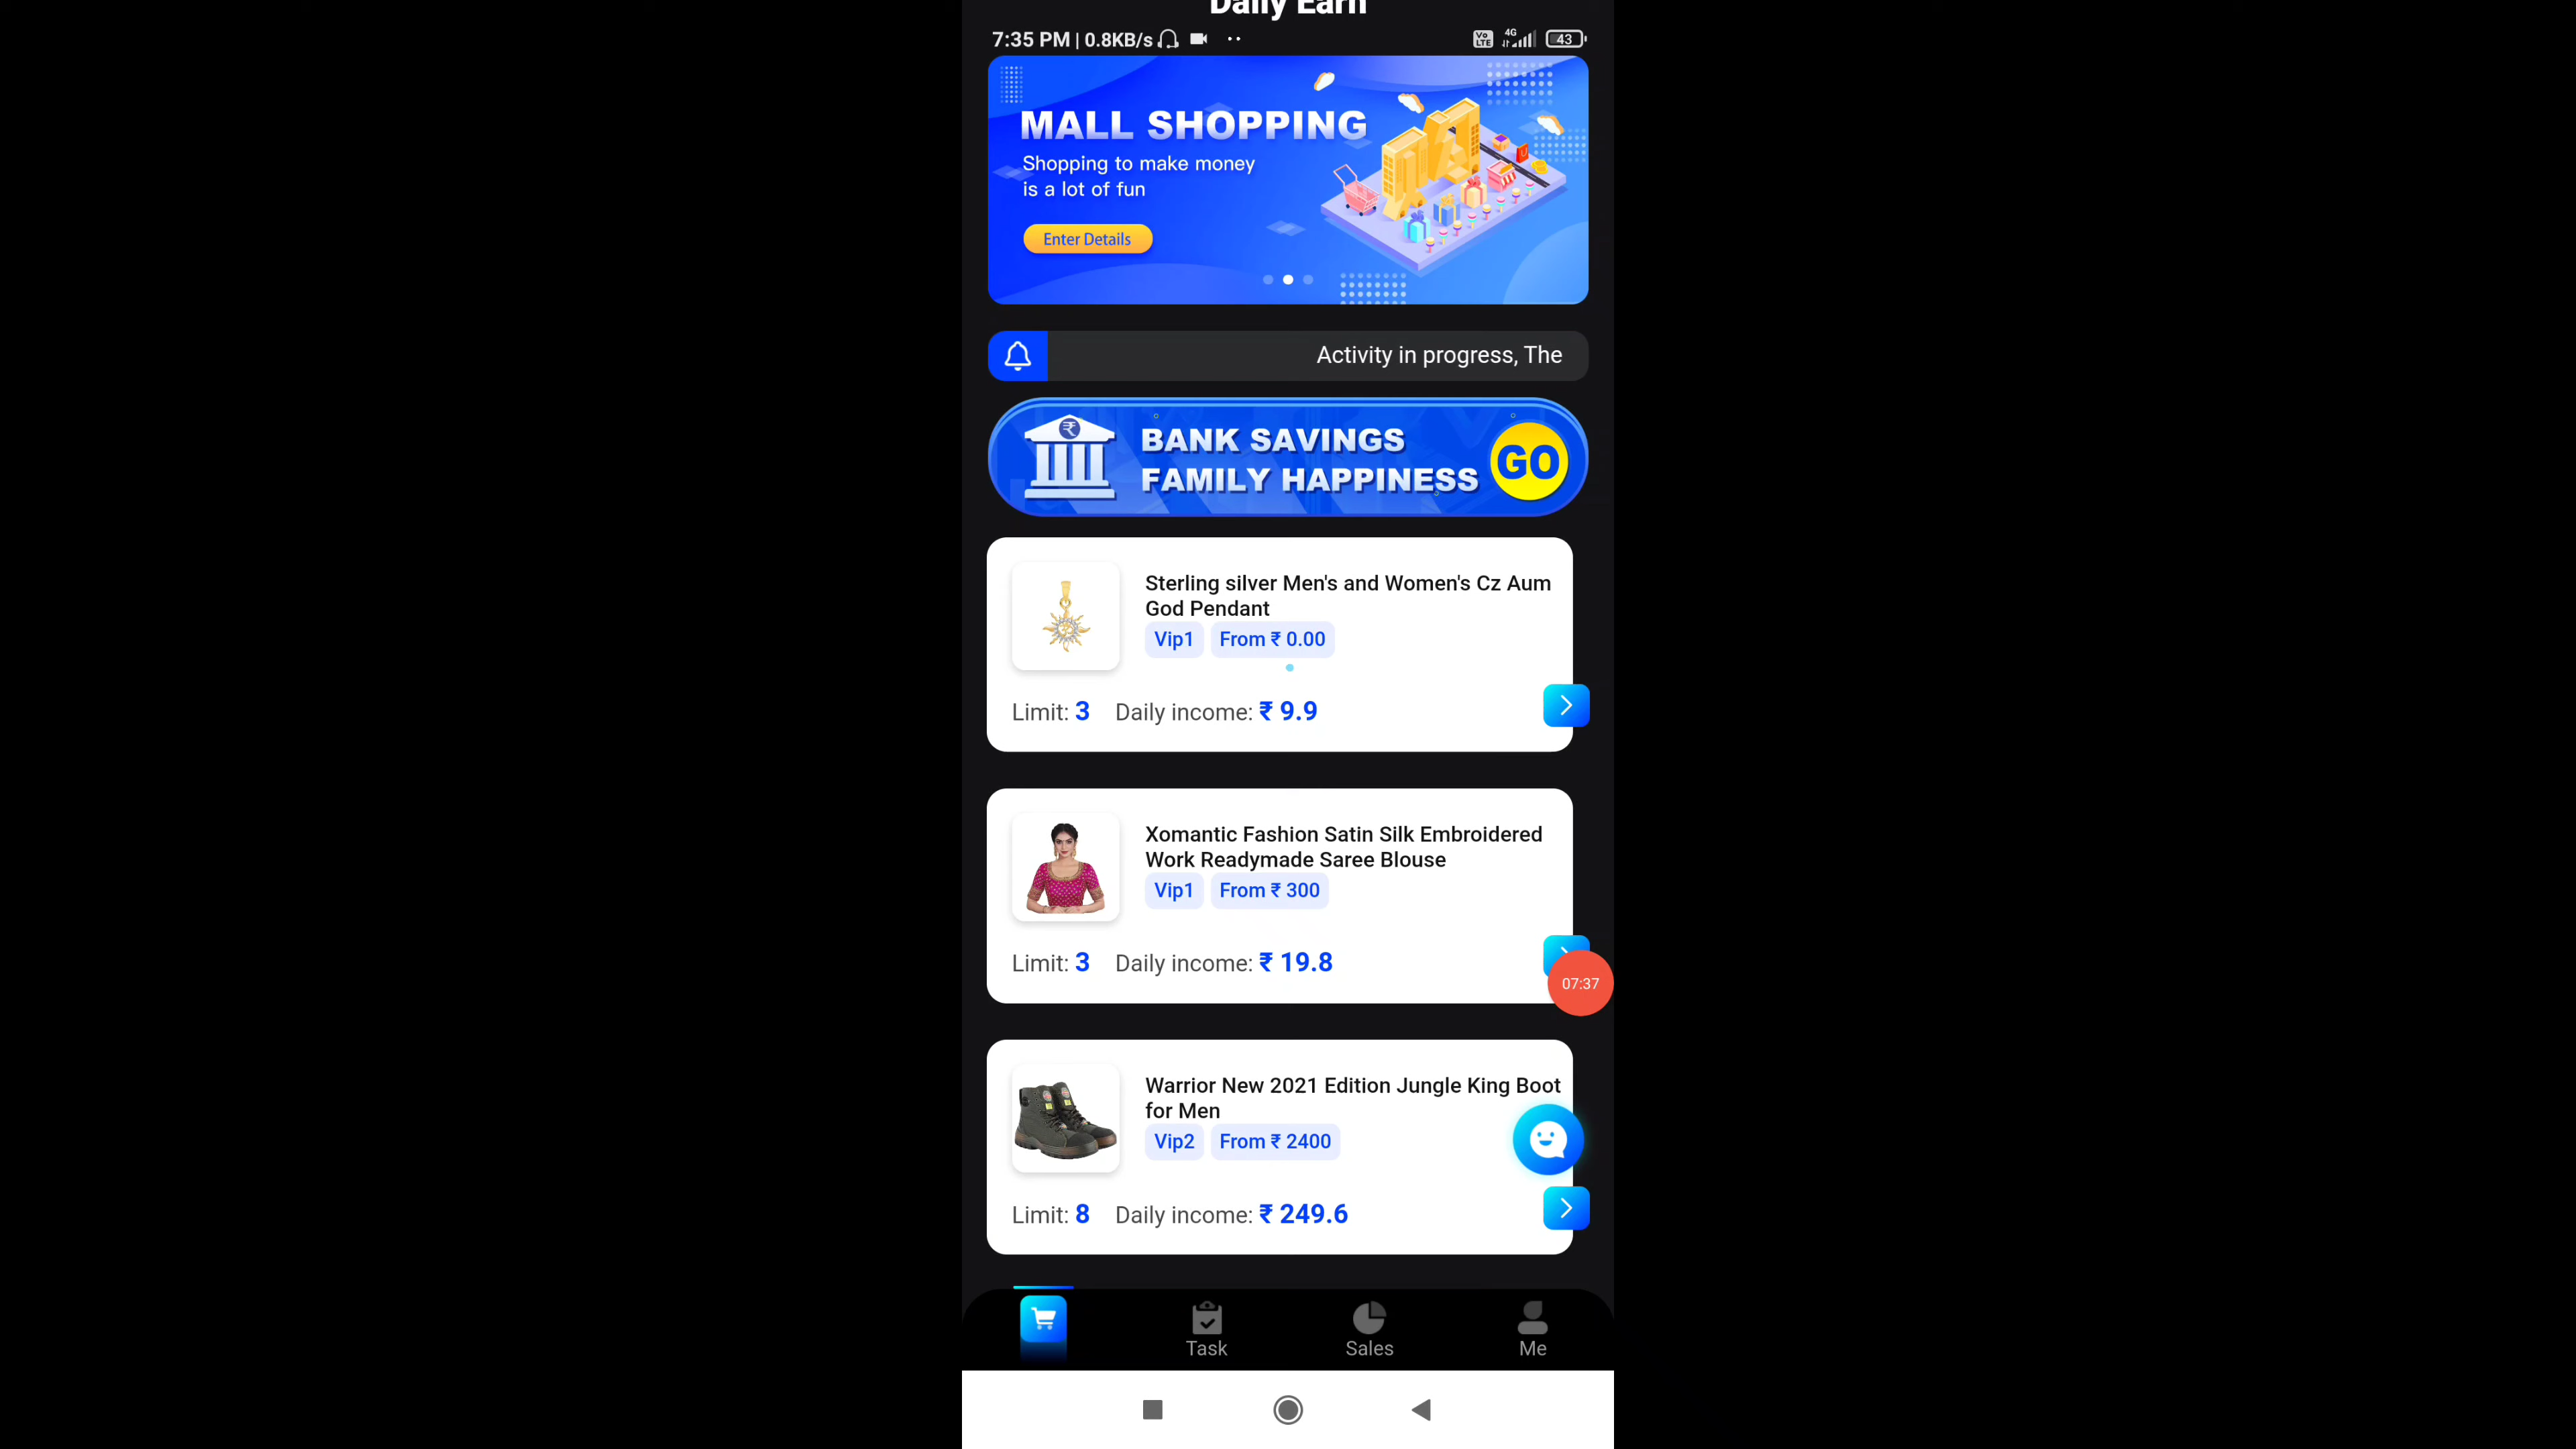 Daily Earn
7:35 PM | 0.8KB/s
Vo LTE 4G 43
MALL SHOPPING
Shopping to make money
is a lot of fun
Enter Details
Activity in progress, The
BANK SAVINGS
FAMILY HAPPINESS
GO
Sterling silver Men's and Women's Cz Aum
God Pendant
Vip1 From ₹ 0.00
Limit: 3 Daily income: ₹ 9.9
Xomantic Fashion Satin Silk Embroidered
Work Readymade Saree Blouse
Vip1 From ₹ 300
Limit: 3 Daily income: ₹ 19.8
07:37
Warrior New 2021 Edition Jungle King Boot
for Men
Vip2 From ₹ 2400
Limit: 8 Daily income: ₹ 249.6
Task Sales Me